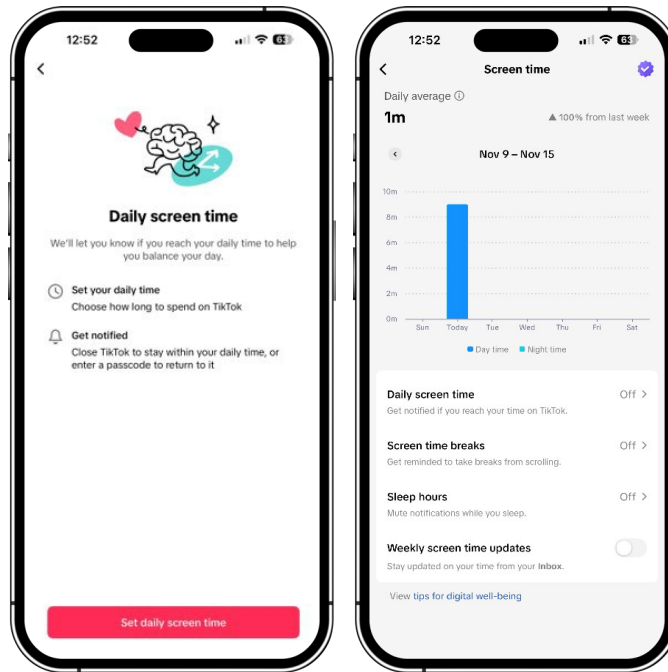 12:52
63
Daily screen time
We'll let you know if you reach your daily time to help
you balance your day.
Set your daily time
Choose how long to spend on TikTok
Get notified
Close TikTok to stay within your daily time, or
enter a passcode to return to it
Set daily screen time
12:52
63
Screen time
Daily average
1m
▲ 100% from last week
Nov 9 – Nov 15
10m
8m
6m
4m
2m
0m
Sun Today Tue Wed Thu Fri Sat
Day time Night time
Daily screen time Off
Get notified if you reach your time on TikTok.
Screen time breaks Off
Get reminded to take breaks from scrolling.
Sleep hours Off
Mute notifications while you sleep.
Weekly screen time updates
Stay updated on your time from your Inbox.
View tips for digital well-being